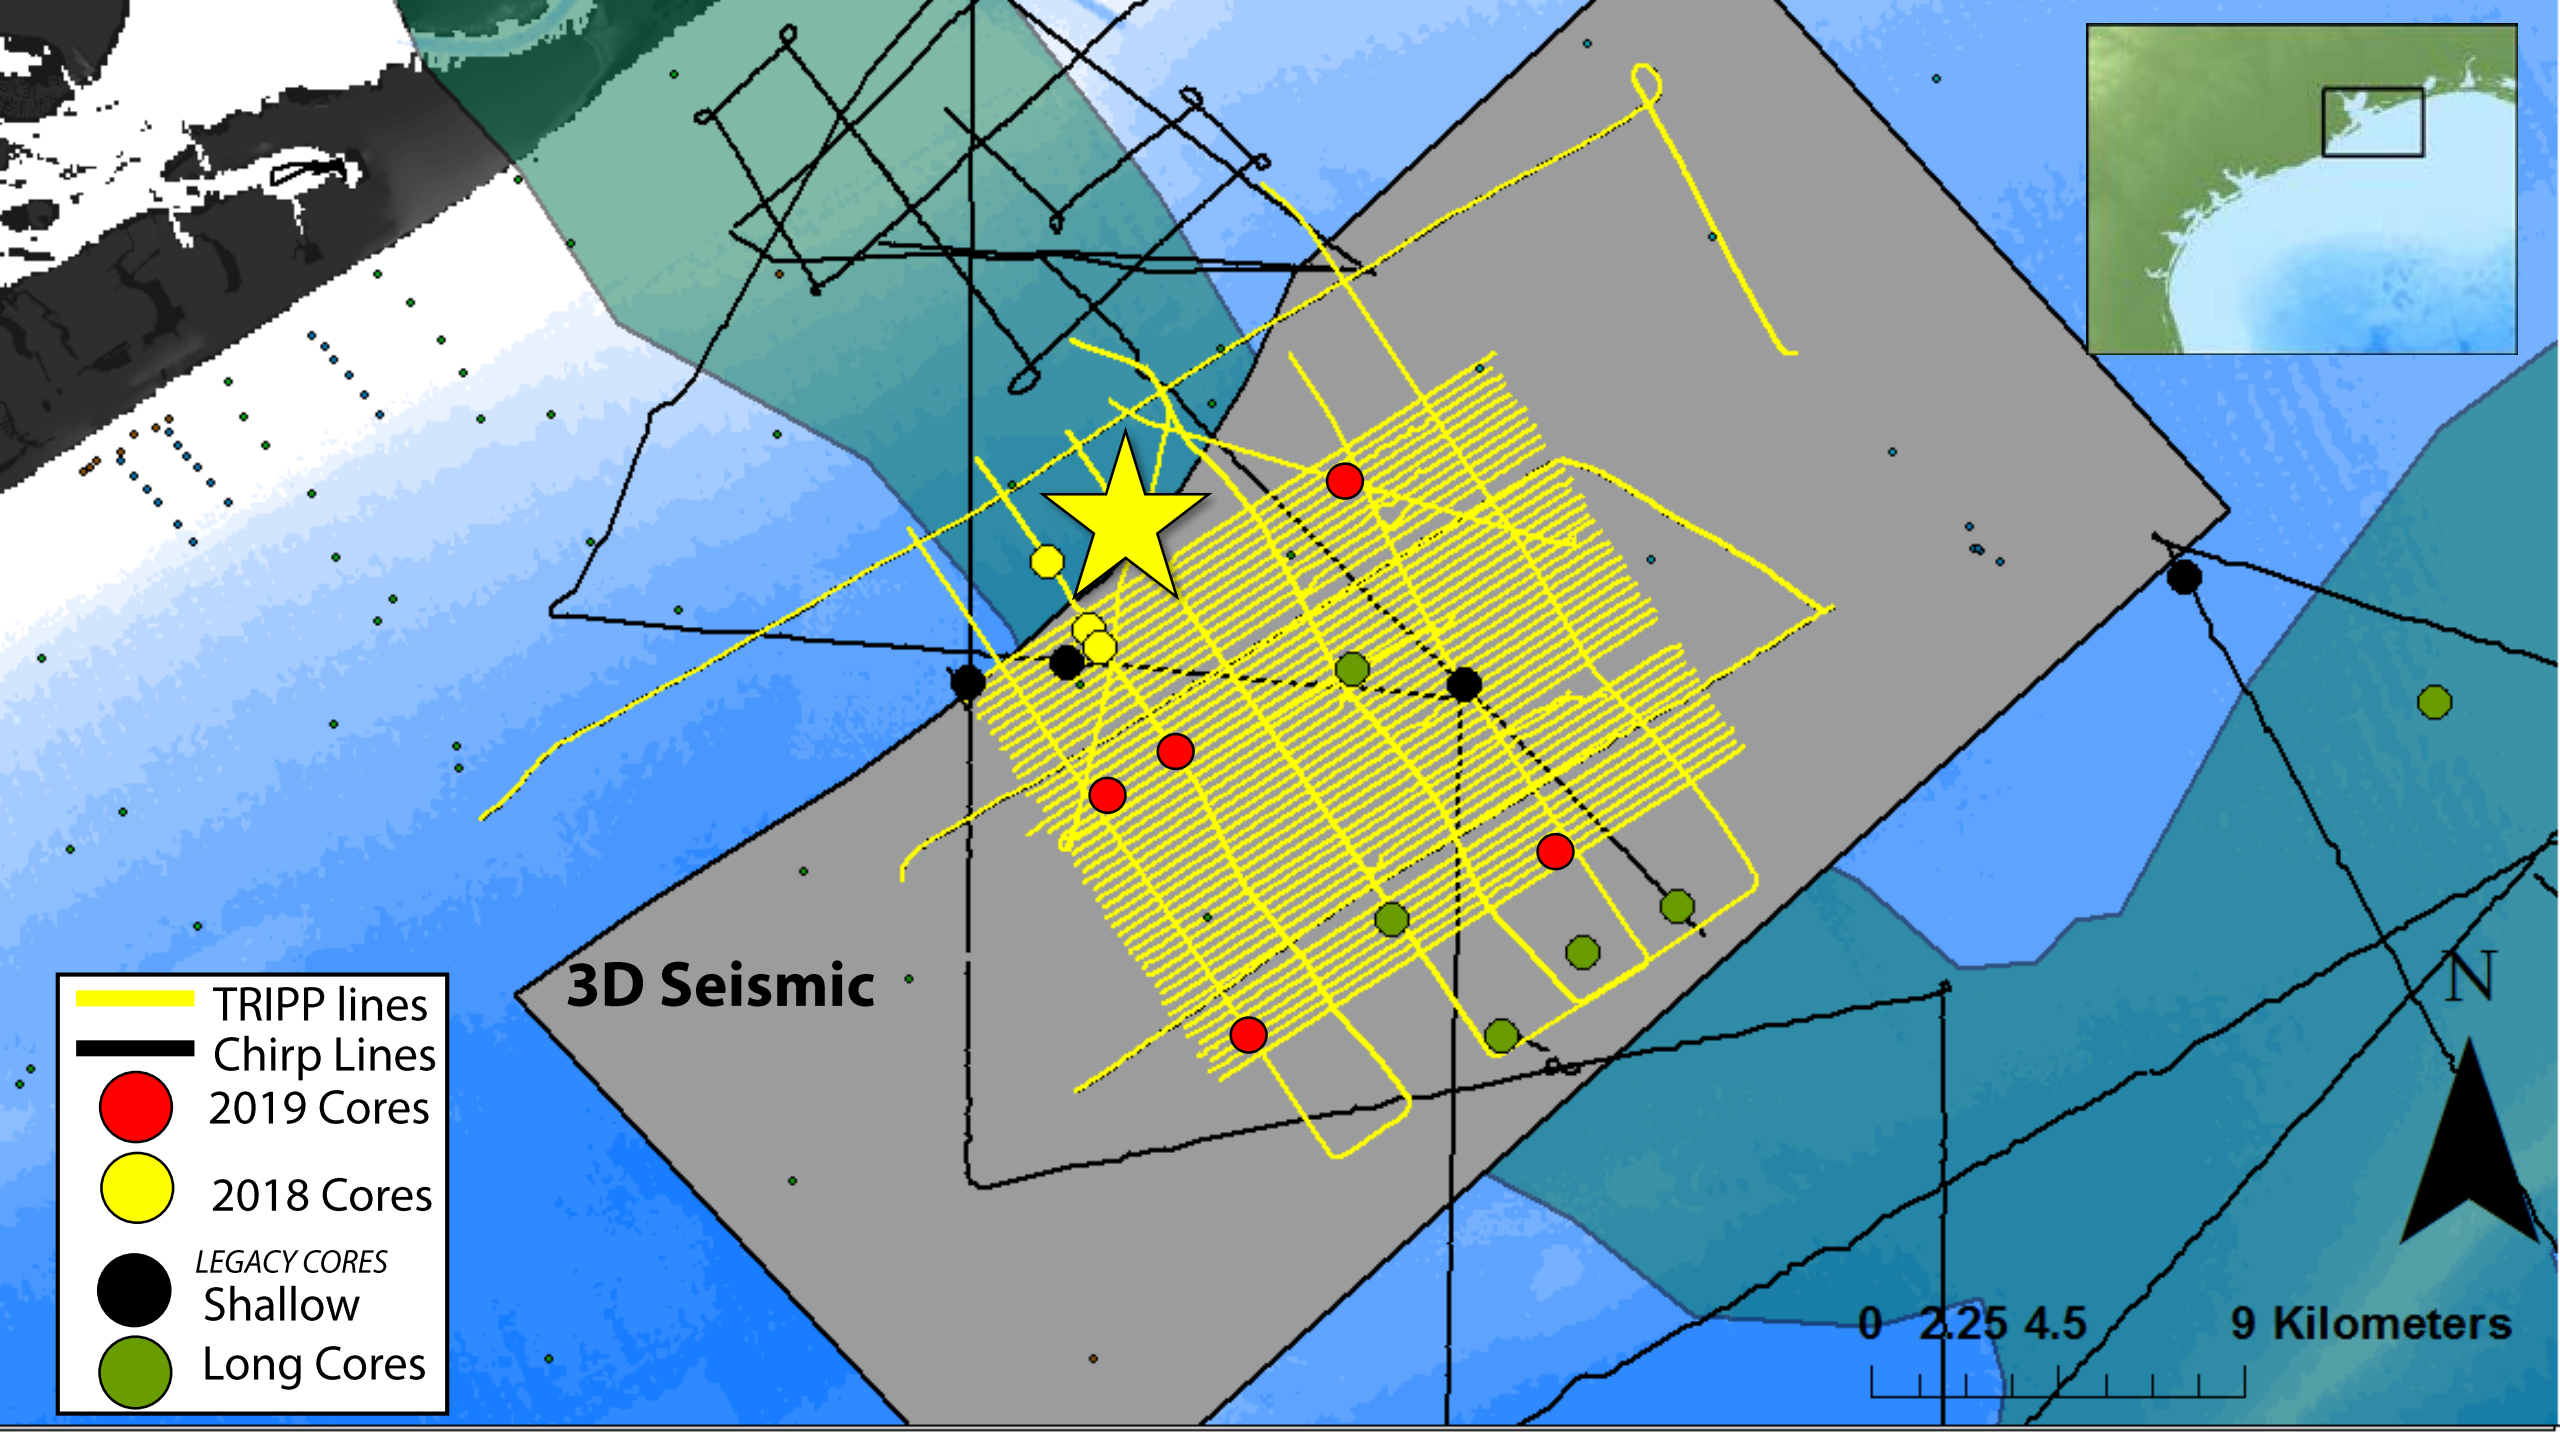 3D Seismic
TRIPP lines
Chirp Lines
2019 Cores
2018 Cores
LEGACY CORES
Shallow
Long Cores
N
0 2.25 4.5 9 Kilometers